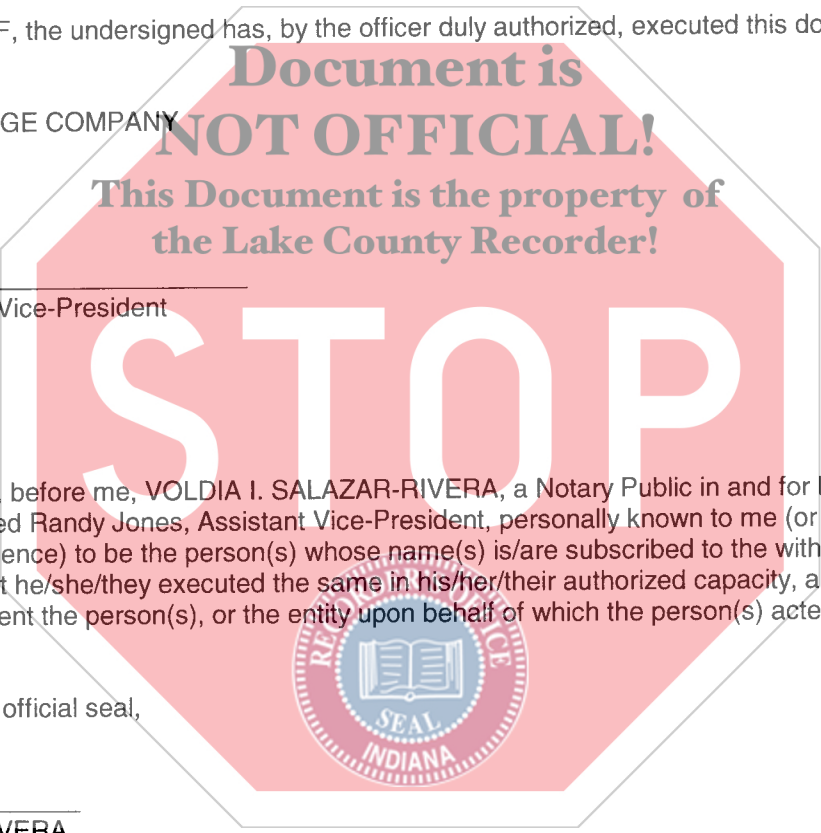 F, the undersigned has, by the officer duly authorized, executed this do
Document is
GE COMPANY
NOT OFFICIAL!
This Document is the property of
the Lake County Recorder!
Vice-President
STOP
before me, VOLDIA I. SALAZAR-RIVERA, a Notary Public in and for
ed Randy Jones, Assistant Vice-President, personally known to me (or
ence) to be the person(s) whose name(s) is/are subscribed to the with
t he/she/they executed the same in his/her/their authorized capacity, a
ent the person(s), or the entity upon behalf of which the person(s) acte
RECORDER'S OFFICE
SEAL
INDIANA
official seal,
VERA